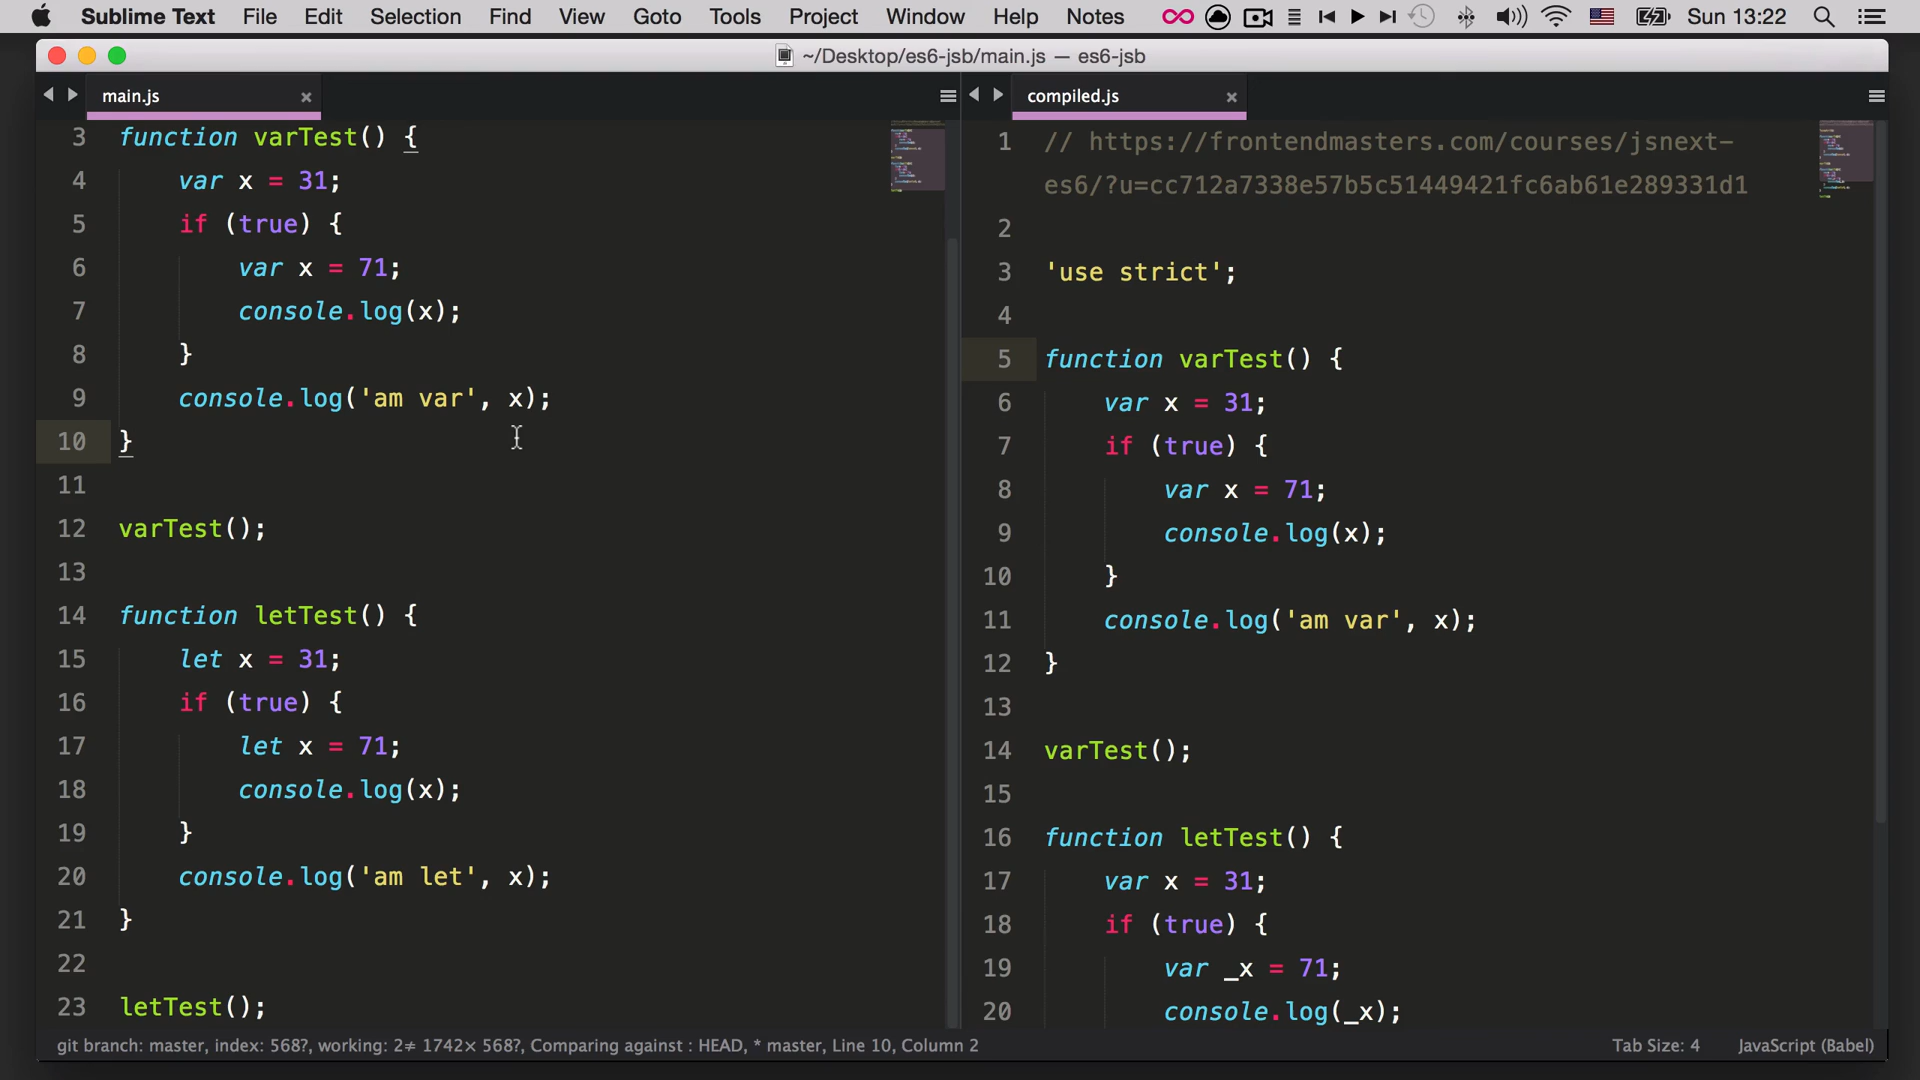 Sublime Text File Edit Selection Find View Goto Tools Project Window Help Notes Sun 13:22
~/Desktop/es6-jsb/main.js — es6-jsb
main.js
3 function varTest() {
4 var x = 31;
5 if (true) {
6 var x = 71;
7 console.log(x);
8 }
9 console.log('am var', x);
10 }
11
12 varTest();
13
14 function letTest() {
15 let x = 31;
16 if (true) {
17 let x = 71;
18 console.log(x);
19 }
20 console.log('am let', x);
21 }
22
23 letTest();
compiled.js
1 // https://frontendmasters.com/courses/jsnext-
es6/?u=cc712a7338e57b5c51449421fc6ab61e289331d1
2
3 'use strict';
4
5 function varTest() {
6 var x = 31;
7 if (true) {
8 var x = 71;
9 console.log(x);
10 }
11 console.log('am var', x);
12 }
13
14 varTest();
15
16 function letTest() {
17 var x = 31;
18 if (true) {
19 var _x = 71;
20 console.log(_x);
git branch: master, index: 568?, working: 2≠ 1742× 568?, Comparing against : HEAD, * master, Line 10, Column 2 Tab Size: 4 JavaScript (Babel)